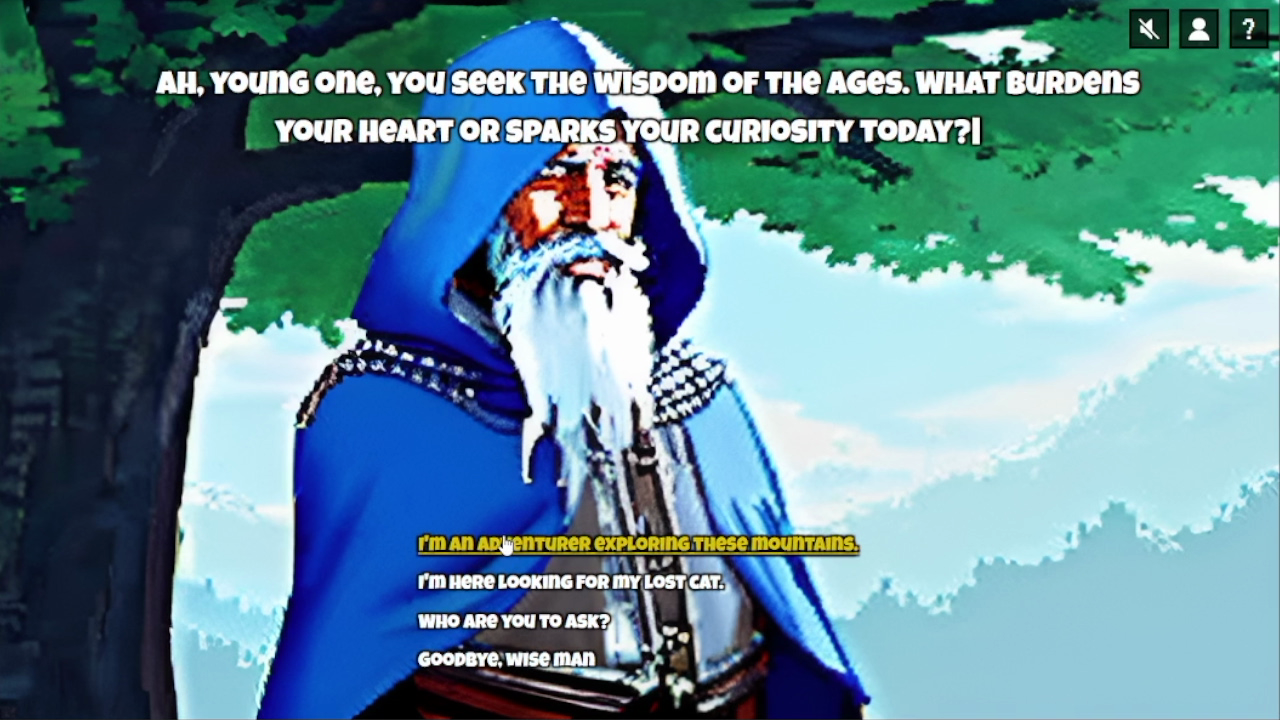 AH, YOUNG ONE, YOU SEEK THE WISDOM OF THE AGES. WHAT BURDENS
YOUR HEART OR SPARKS YOUR CURIOSITY TODAY?|
I'M AN ADVENTURER EXPLORING THESE MOUNTAINS.
I'M HERE LOOKING FOR MY LOST CAT.
WHO ARE YOU TO ASK?
GOODBYE, WISE MAN
?